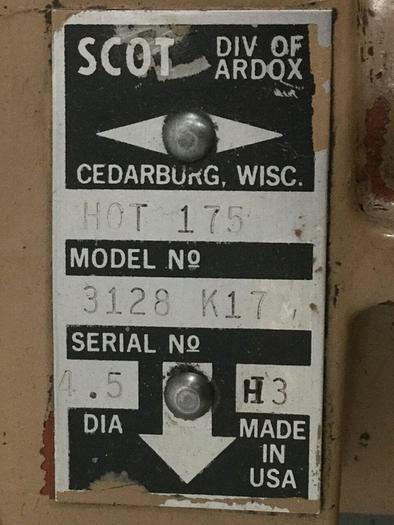 SCOT DIV OF
ARDOX
CEDARBURG, WISC.
HOT 175
MODEL Nº
3128 K17
SERIAL Nº
4.5 H3
DIA MADE
IN
USA